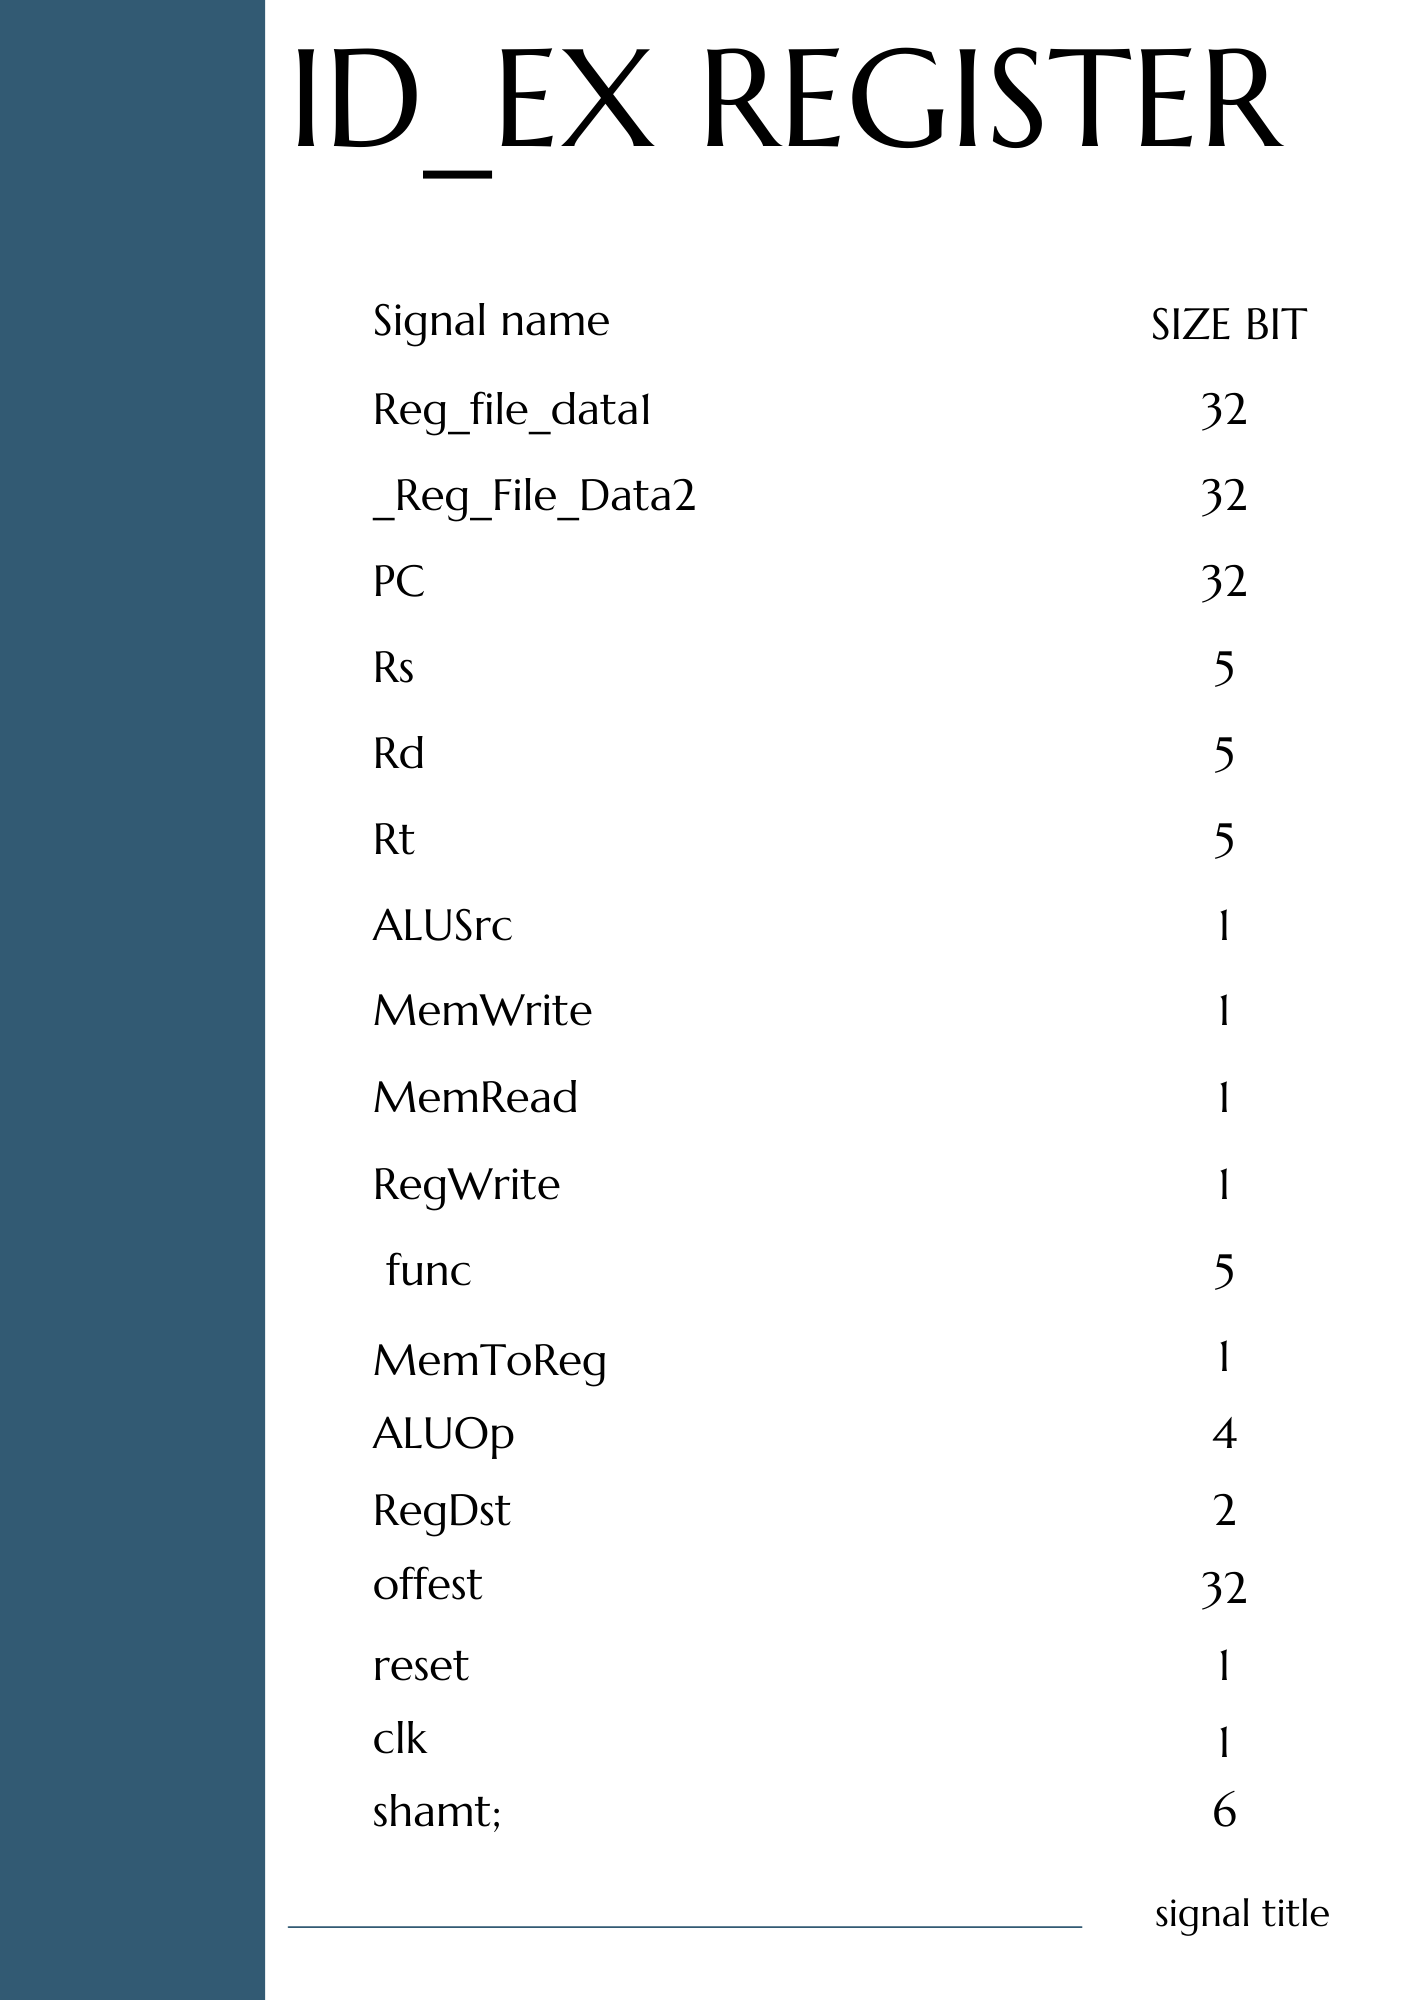 ID_EX REGISTER
Signal name SIZE BIT
Reg_file_data1 32
_Reg_File_Data2 32
PC 32
Rs 5
Rd 5
Rt 5
ALUSrc 1
MemWrite 1
MemRead 1
RegWrite 1
func 5
MemToReg 1
ALUOp 4
RegDst 2
offest 32
reset 1
clk 1
shamt; 6
signal title